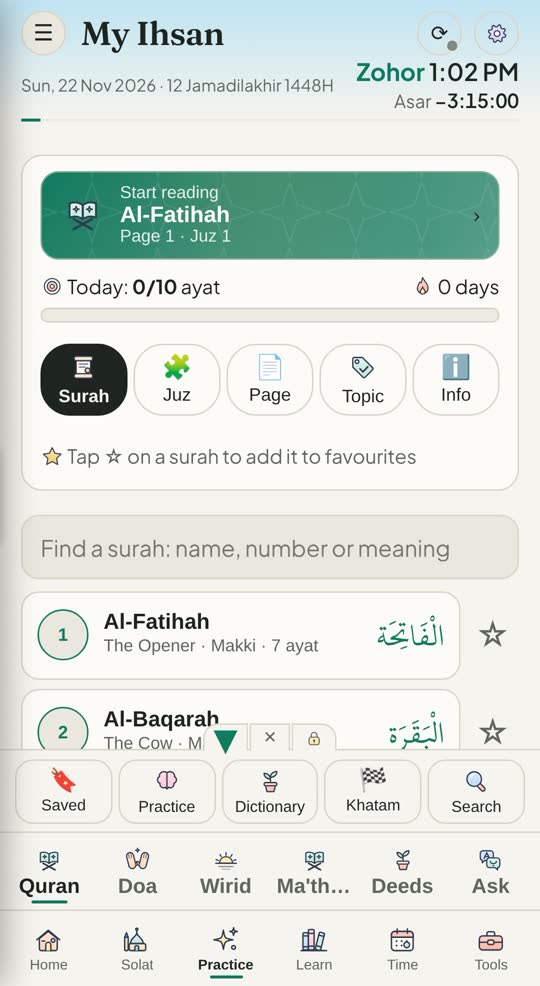 My Ihsan
Sun, 22 Nov 2026 · 12 Jamadilakhir 1448H
Zohor 1:02 PM
Asar −3:15:00
Start reading
Al-Fatihah
Page 1 · Juz 1
Today: 0/10 ayat
0 days
Surah
Juz
Page
Topic
Info
Tap ☆ on a surah to add it to favourites
Find a surah: name, number or meaning
1
Al-Fatihah
The Opener · Makki · 7 ayat
الْفَاتِحَة
2
Al-Baqarah
The Cow · M
الْبَقَرَة
Saved
Practice
Dictionary
Khatam
Search
Quran
Doa
Wirid
Ma'th...
Deeds
Ask
Home
Solat
Practice
Learn
Time
Tools